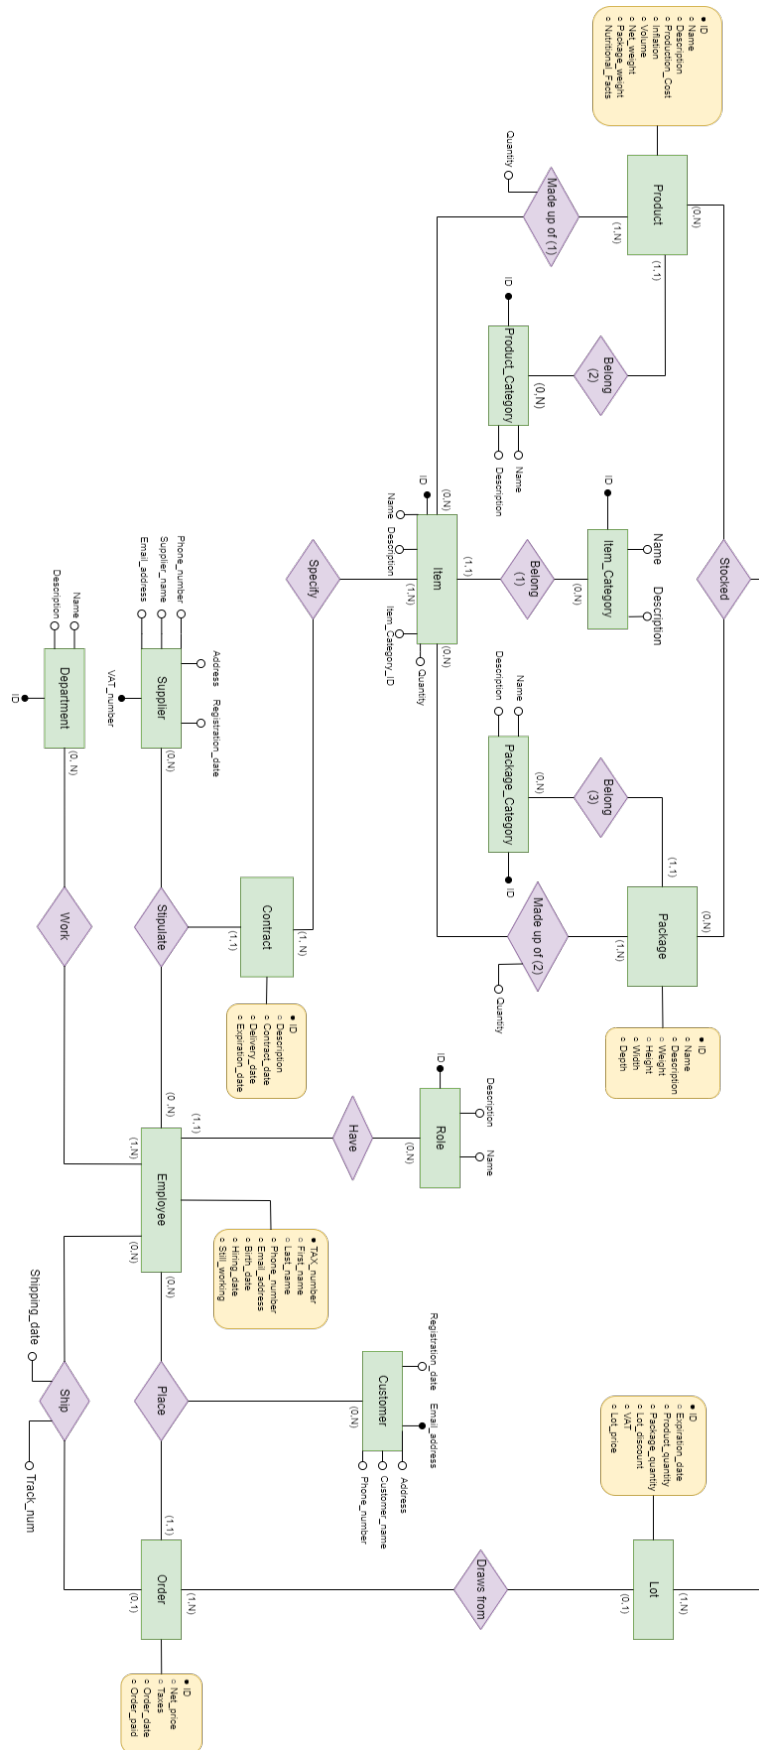 ID
Name
Description
Production_Cost
Inflation
Volume
Net_weight
Package_weight
Nutritional_Facts
Product
(0,N)
(1,N)
(1,1)
Stocked
(0,N)
Package
(1,1)
(1,N)
ID
Name
Description
Weight
Height
Width
Depth
ID
Expiration_date
Product_quantity
Package_quantity
Lot_discount
VAT
Lot_price
(1,N)
Lot
(0,1)
Quantity
Made up of (1)
Belong
(2)
ID
Product_Category
(0,N)
Name
Description
ID
Item_Category
Name
Description
(0,N)
Belong
(1)
Belong
(3)
Name
Description
Package_Category
(0,N)
ID
Made up of (2)
Quantity
(0,N)
(1,1)
(0,N)
ID
Name
Description
Item
(1,N)
Item_Category_ID
Quantity
Specify
ID
Description
Name
Role
(0,N)
Have
Draws from
Contract
(1, N)
(1,1)
ID
Description
Contract_date
Delivery_date
Expiration_date
TAX_number
First_name
Last_name
Phone_number
Email_address
Birth_date
Hiring_date
Still_working
Registration_date
Email_address
Customer
(0,N)
Address
Customer_name
Phone_number
Phone_number
Supplier_name
Email_address
Address
Registration_date
Supplier
VAT_number
(0,N)
Stipulate
(0 ,N)
(1,1)
Employee
(1,N)
(0,N)
(0,N)
Place
(1,1)
(1,N)
Order
(0,1)
ID
Net_price
Taxes
Order_date
Order_paid
Name
Description
Department
ID
(0, N)
Work
Ship
Shipping_date
Track_num